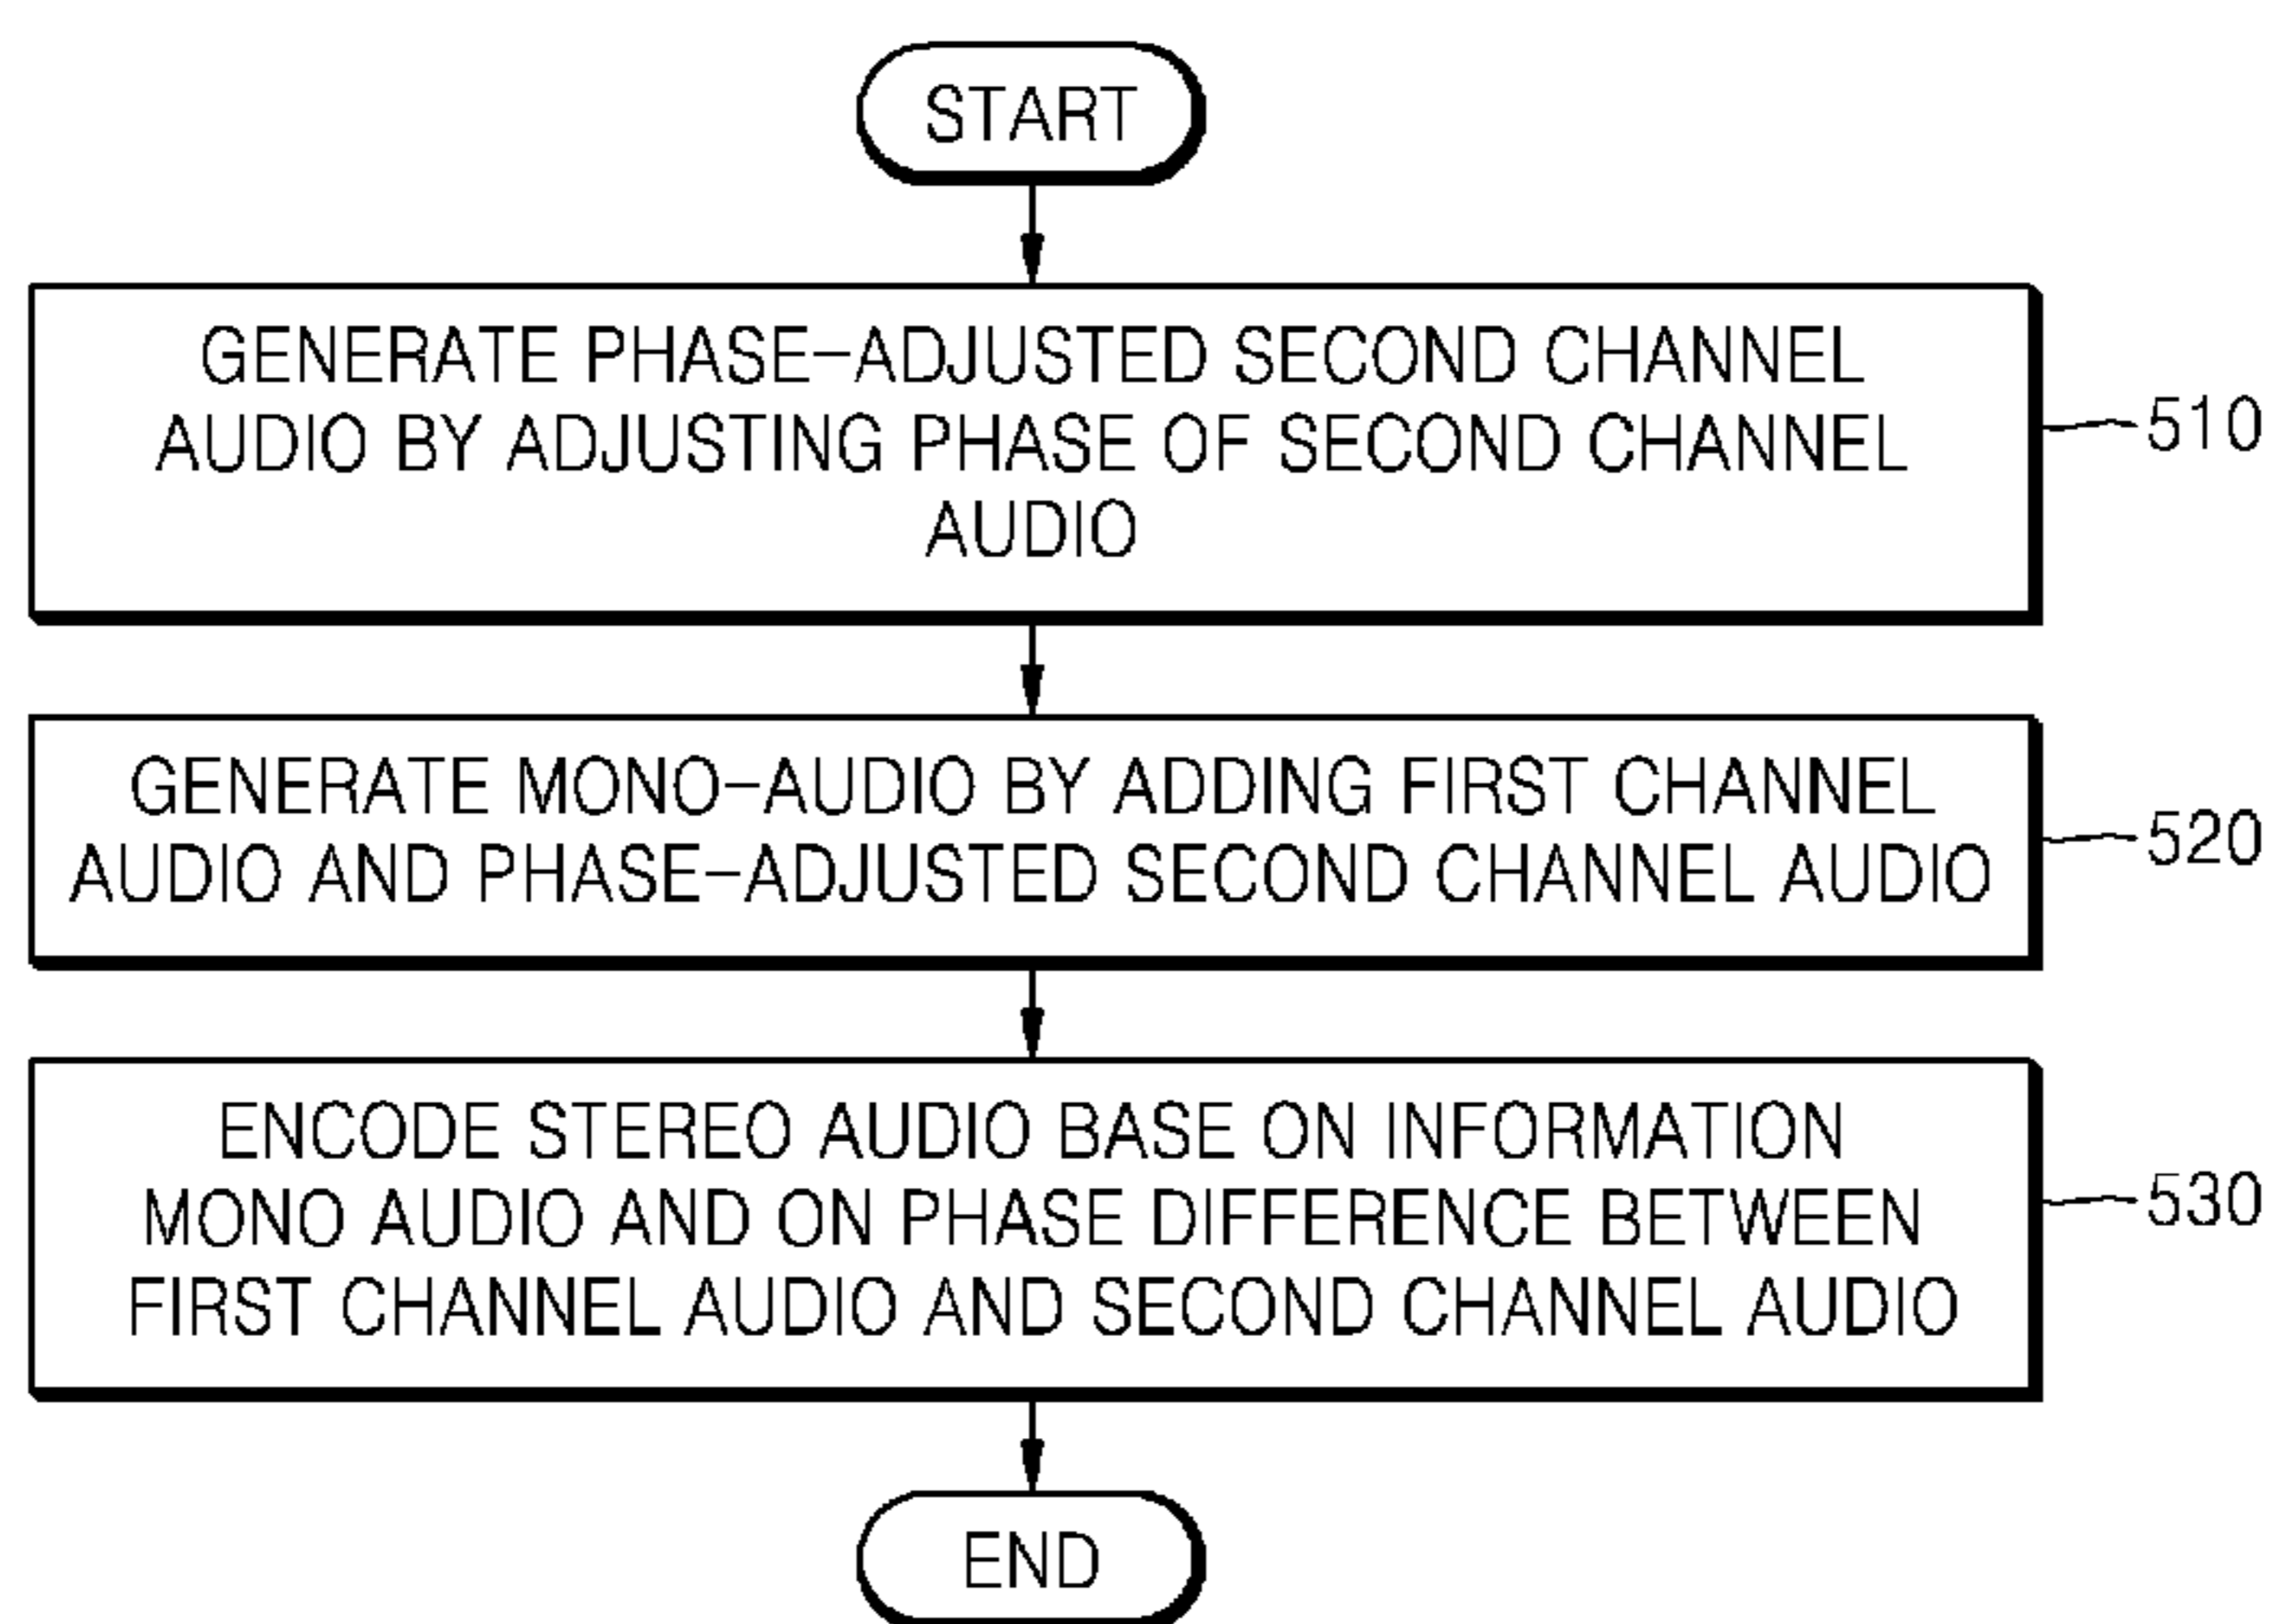 START
GENERATE PHASE-ADJUSTED SECOND CHANNEL
AUDIO BY ADJUSTING PHASE OF SECOND CHANNEL
AUDIO
510
GENERATE MONO-AUDIO BY ADDING FIRST CHANNEL
AUDIO AND PHASE-ADJUSTED SECOND CHANNEL AUDIO
520
ENCODE STEREO AUDIO BASE ON INFORMATION
MONO AUDIO AND ON PHASE DIFFERENCE BETWEEN
FIRST CHANNEL AUDIO AND SECOND CHANNEL AUDIO
530
END